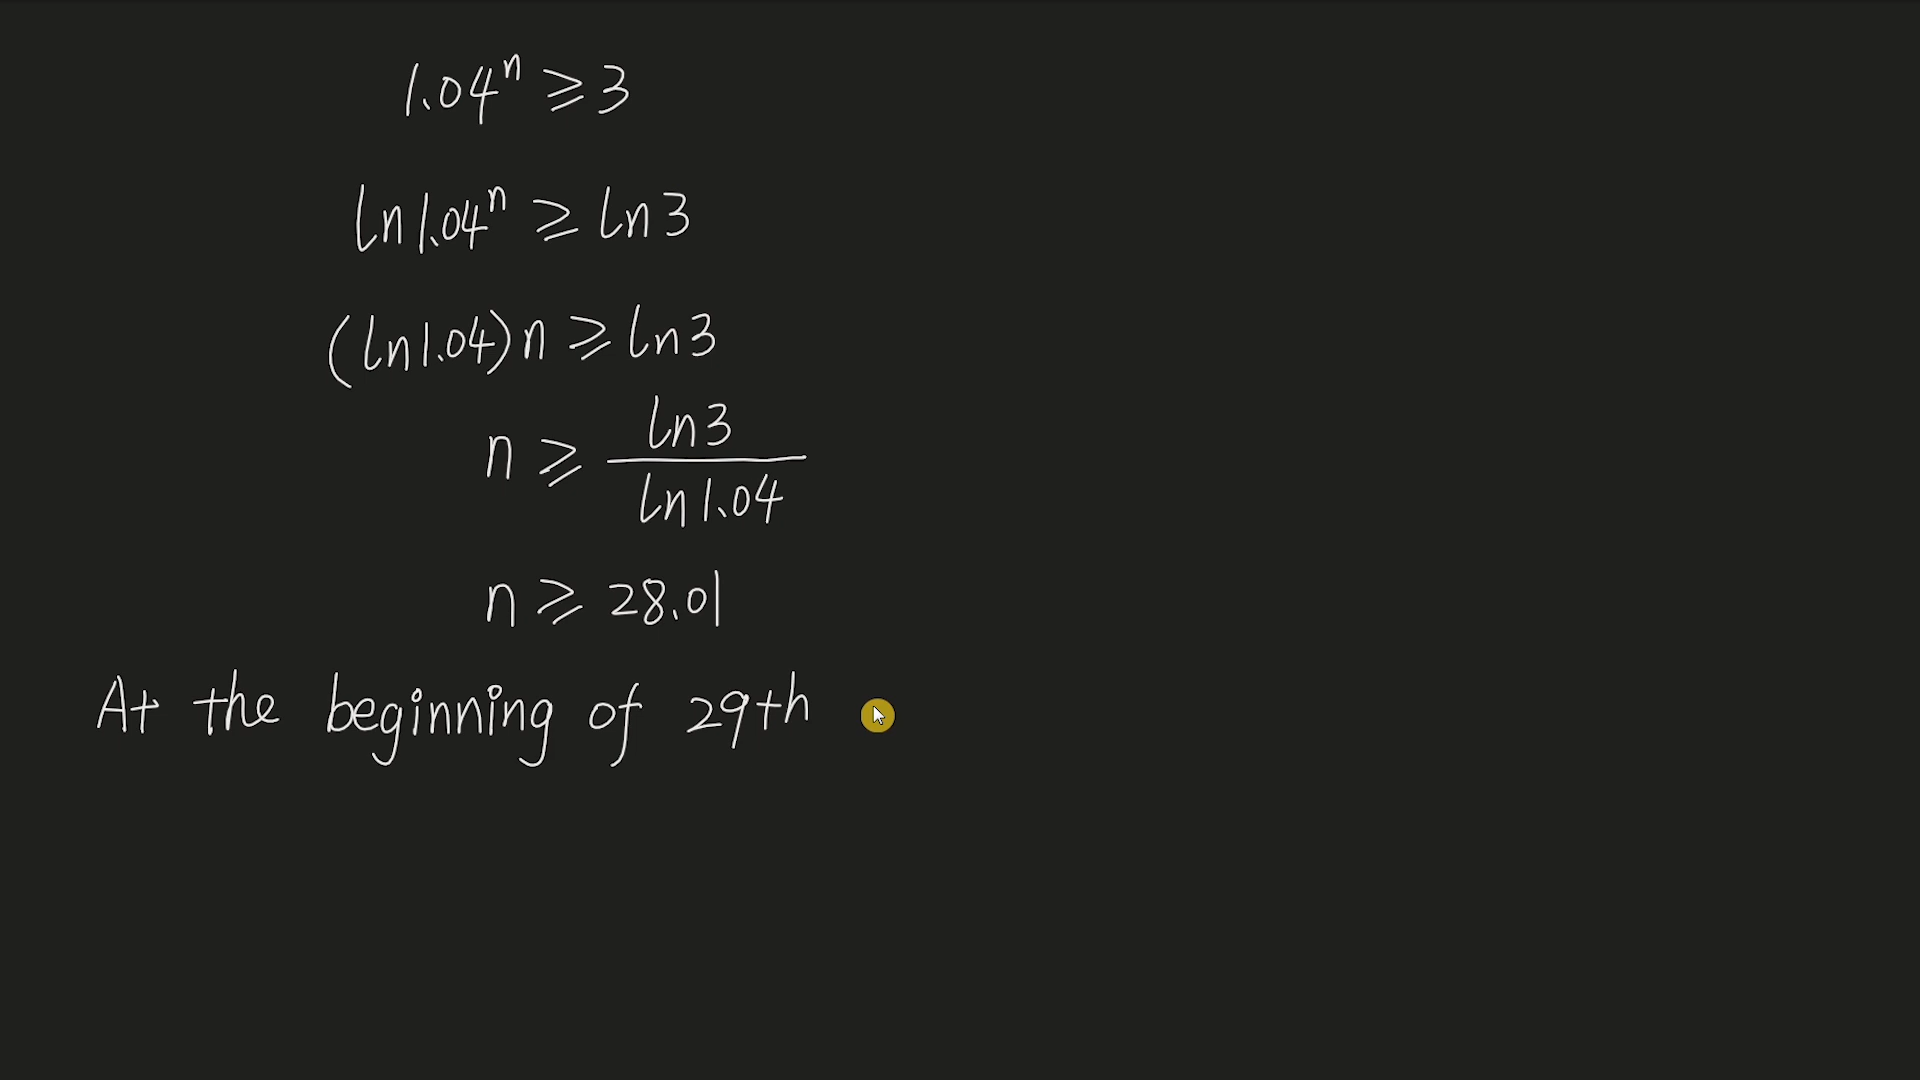 1.04ⁿ ⩾ 3
ln 1.04ⁿ ⩾ ln 3
(ln 1.04) n ⩾ ln 3
n ⩾ ln 3 / ln 1.04
n ⩾ 28.01
At the beginning of 29th